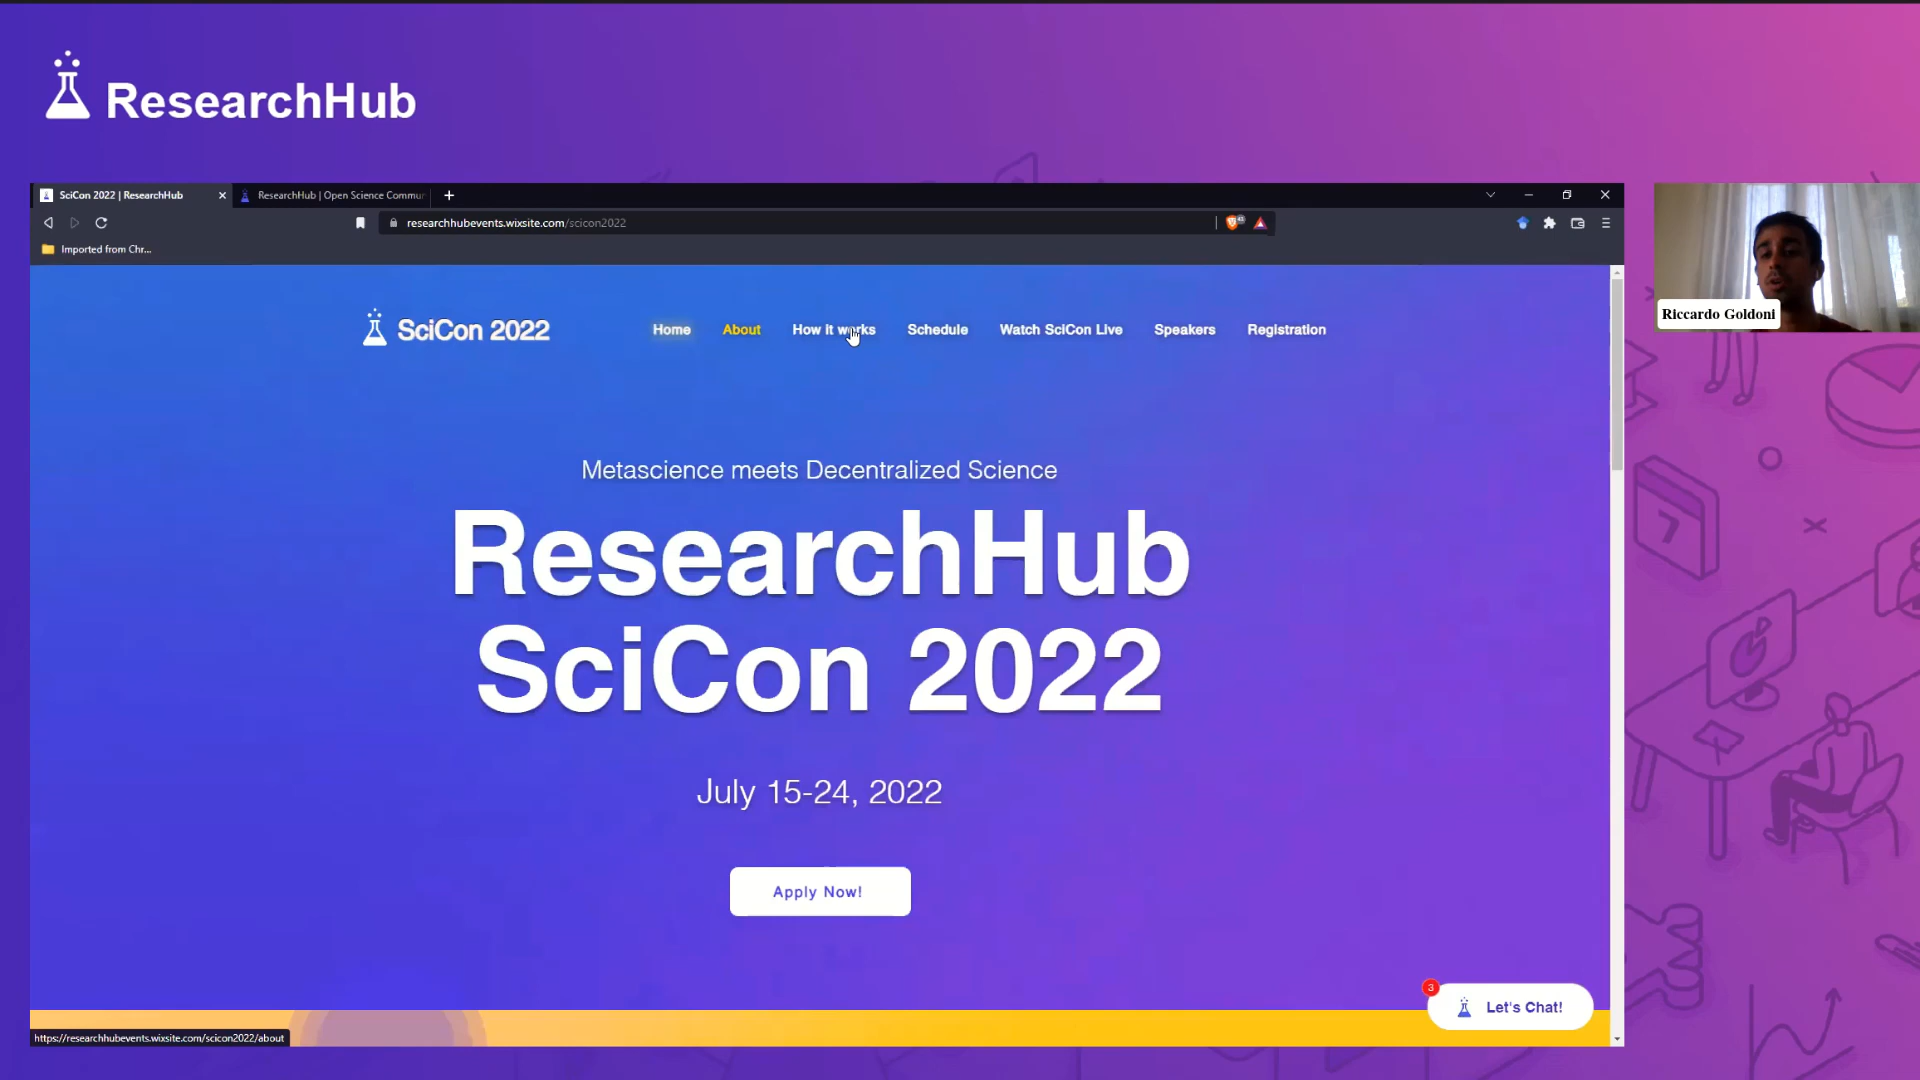 ResearchHub
SciCon 2022 | ResearchHub
ResearchHub | Open Science Commu
researchhubevents.wixsite.com/scicon2022
Imported from Chr...
SciCon 2022
Home
About
How it works
Schedule
Watch SciCon Live
Speakers
Registration
Riccardo Goldoni
Metascience meets Decentralized Science
ResearchHub
SciCon 2022
July 15-24, 2022
Apply Now!
3
Let's Chat!
https://researchhubevents.wixsite.com/scicon2022/about
7